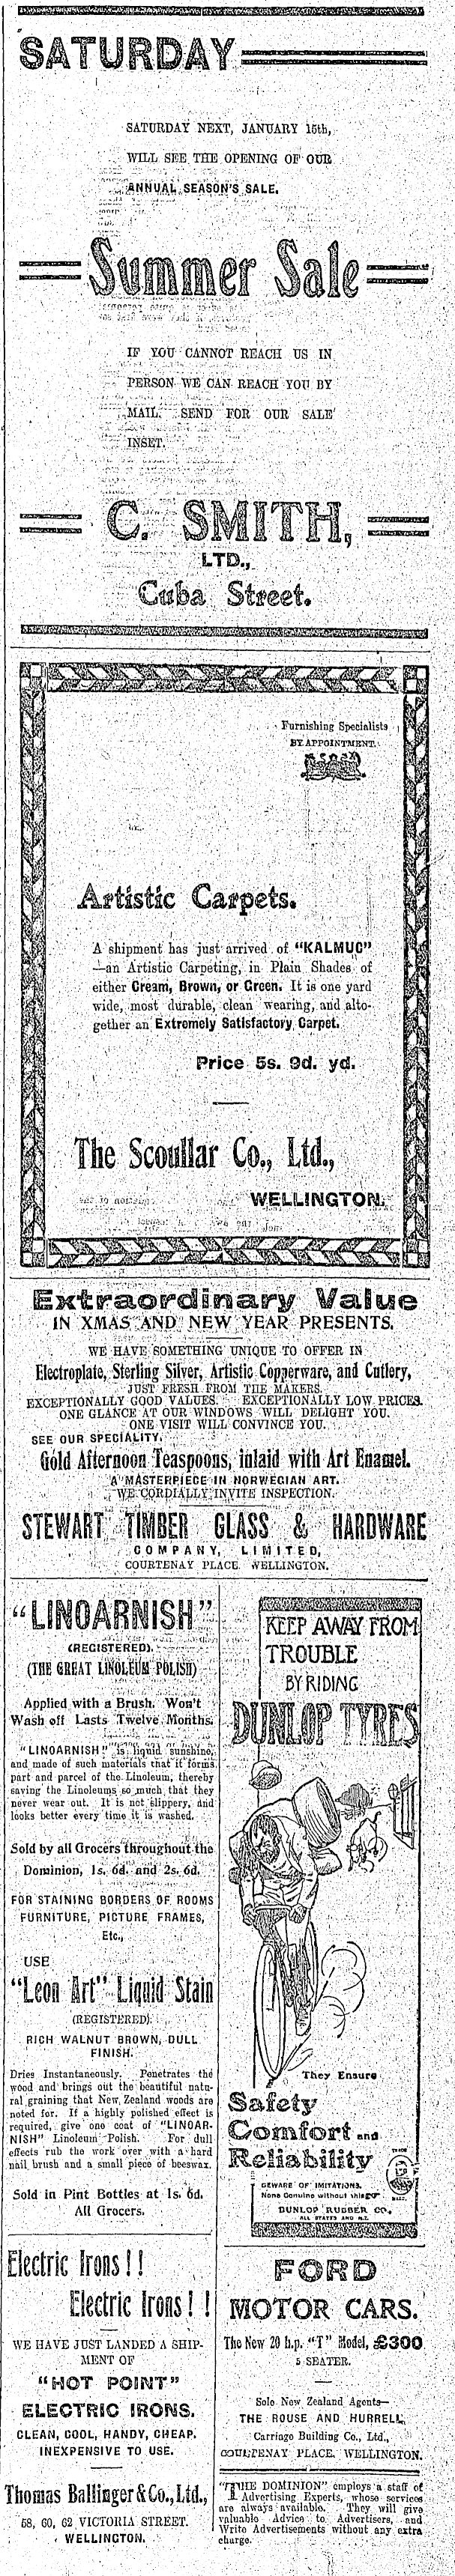 SATURDAY
SATURDAY NEXT, JANUARY 15th,
WILL SEE THE OPENING OF OUR
ANNUAL SEASON'S SALE.
Summer Sale
IF YOU CANNOT REACH US IN
PERSON WE CAN REACH YOU BY
MAIL. SEND FOR OUR SALE
INSET.
C. SMITH,
LTD.,
Cuba Street.
Furnishing Specialists
BY APPOINTMENT.
Artistic Carpets.
A shipment has just arrived of "KALMUC"
—an Artistic Carpeting, in Plain Shades of
either Cream, Brown, or Green. It is one yard
wide, most durable, clean wearing, and alto-
gether an Extremely Satisfactory Carpet.
Price 5s. 9d. yd.
The Scoullar Co., Ltd.,
WELLINGTON.
Extraordinary Value
IN XMAS AND NEW YEAR PRESENTS.
WE HAVE SOMETHING UNIQUE TO OFFER IN
Electroplate, Sterling Silver, Artistic Copperware, and Cutlery,
JUST FRESH FROM THE MAKERS.
EXCEPTIONALLY GOOD VALUES. EXCEPTIONALLY LOW PRICES.
ONE GLANCE AT OUR WINDOWS WILL DELIGHT YOU.
ONE VISIT WILL CONVINCE YOU.
SEE OUR SPECIALITY.
Gold Afternoon Teaspoons, inlaid with Art Enamel.
A MASTERPIECE IN NORWEGIAN ART.
WE CORDIALLY INVITE INSPECTION.
STEWART TIMBER GLASS & HARDWARE
COMPANY, LIMITED,
COURTENAY PLACE WELLINGTON.
"LINOARNISH"
(REGISTERED).
(THE GREAT LINOLEUM POLISH)
Applied with a Brush. Won't
Wash off Lasts Twelve Months.
"LINOARNISH" is liquid sunshine,
and made of such materials that it forms
part and parcel of the Linoleum, thereby
saving the Linoleums so much that they
never wear out. It is not slippery, and
looks better every time it is washed.
Sold by all Grocers throughout the
Dominion, 1s. 6d. and 2s. 6d.
FOR STAINING BORDERS OF ROOMS
FURNITURE, PICTURE FRAMES,
Etc.,
USE
"Leon Art" Liquid Stain
(REGISTERED).
RICH WALNUT BROWN, DULL
FINISH.
Dries Instantaneously. Penetrates the
wood and brings out the beautiful natu-
ral graining that New Zealand woods are
noted for. If a highly polished effect is
required, give one coat of "LINOAR-
NISH" Linoleum Polish. For dull
effects rub the work over with a hard
nail brush and a small piece of beeswax.
Sold in Pint Bottles at 1s. 6d.
All Grocers.
Electric Irons!!
Electric Irons!!
WE HAVE JUST LANDED A SHIP-
MENT OF
"HOT POINT"
ELECTRIC IRONS.
CLEAN, COOL, HANDY, CHEAP.
INEXPENSIVE TO USE.
Thomas Ballinger & Co., Ltd.,
58, 60, 62 VICTORIA STREET.
WELLINGTON.
KEEP AWAY FROM
TROUBLE
BY RIDING
DUNLOP TYRES
They Ensure
Safety
Comfort and
Reliability
BEWARE OF IMITATIONS.
None Genuine without this
TRADE
MARK.
DUNLOP RUBBER CO.,
ALL STATES AND N.Z.
FORD
MOTOR CARS.
The New 20 h.p. "T" Model, £300
5 SEATER.
Sole New Zealand Agents—
THE ROUSE AND HURRELL,
Carriage Building Co., Ltd.,
COURTENAY PLACE, WELLINGTON.
"THE DOMINION" employs a staff of
Advertising Experts, whose services
are always available. They will give
valuable Advice to Advertisers, and
Write Advertisements without any extra
charge.